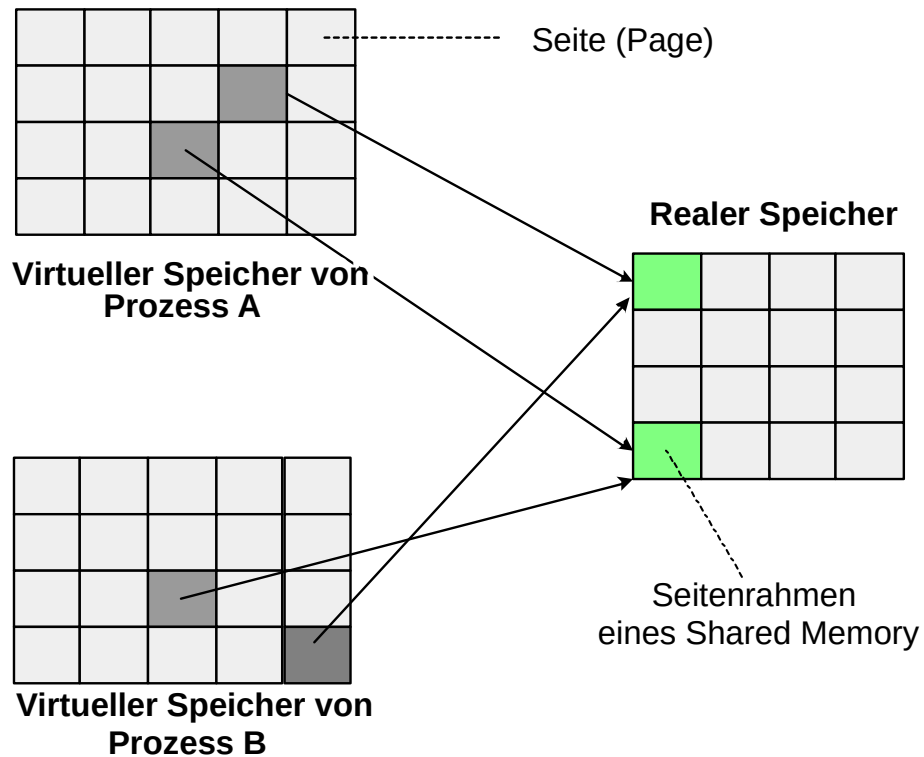 Seite (Page)
Realer Speicher
Virtueller Speicher von
Prozess A
Seitenrahmen
eines Shared Memory
Virtueller Speicher von
Prozess B